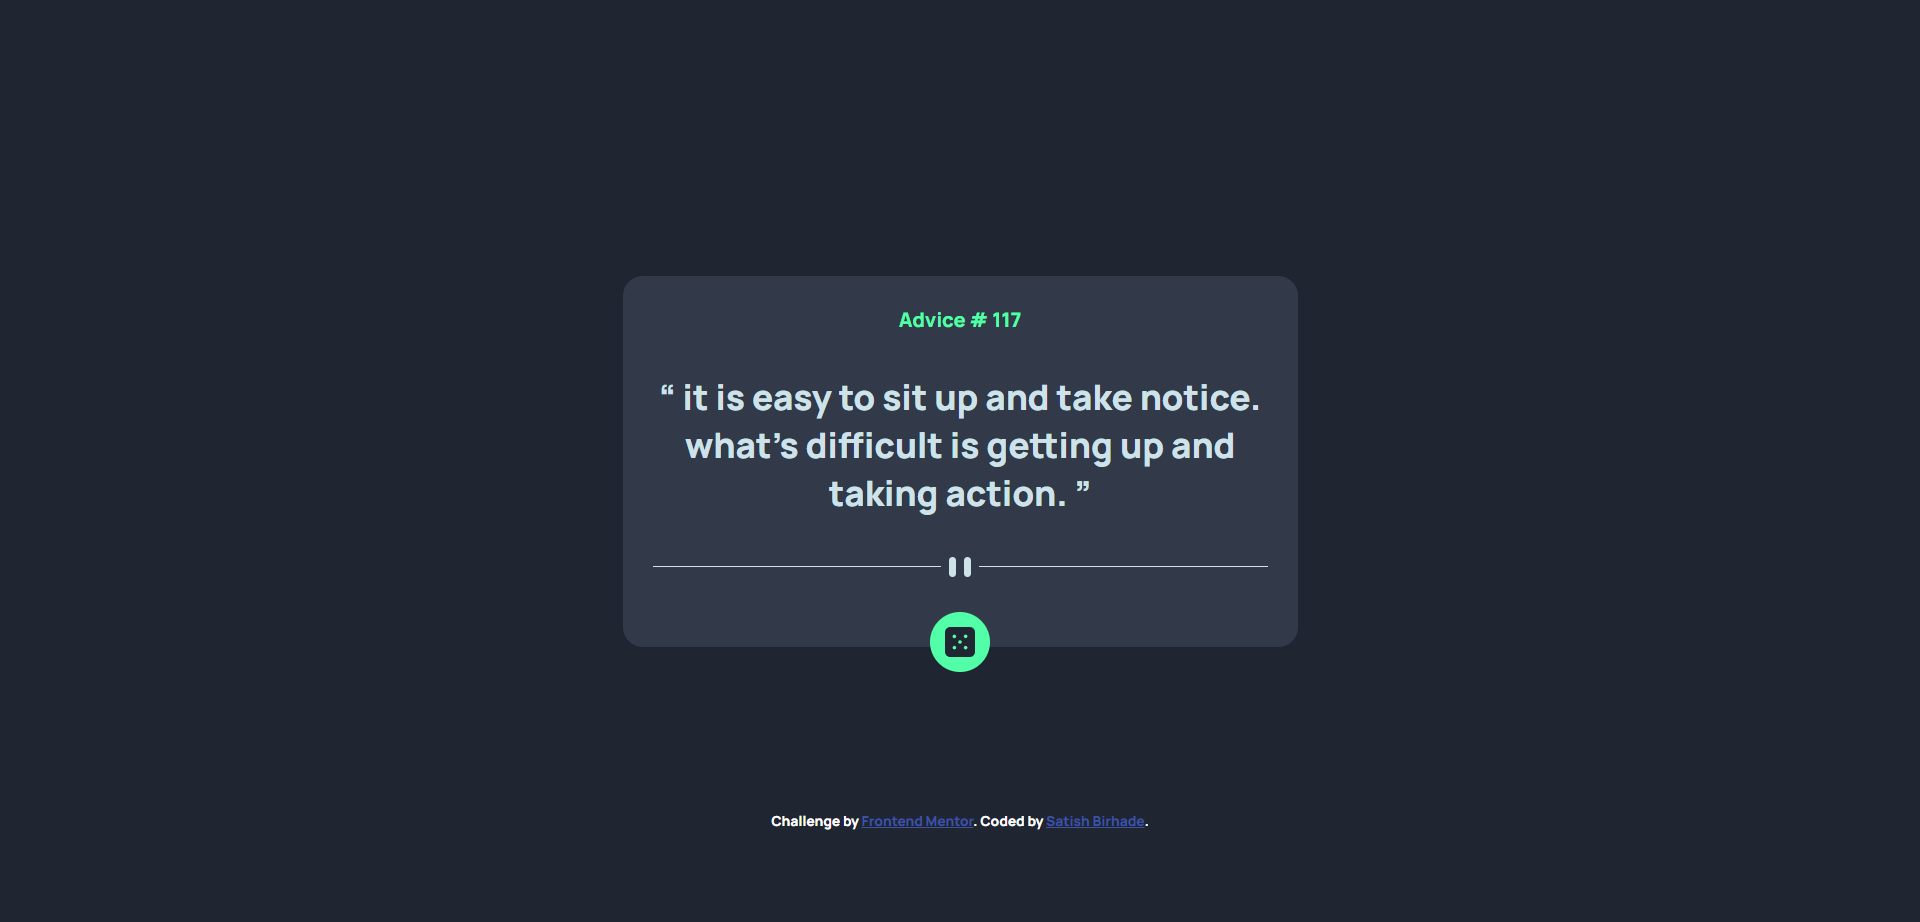 Advice # 117
“ it is easy to sit up and take notice.
what’s difficult is getting up and
taking action. ”
Challenge by Frontend Mentor. Coded by Satish Birhade.